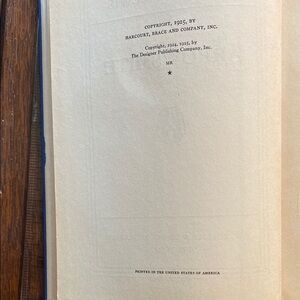 COPYRIGHT, 1925, BY
HARCOURT, BRACE AND COMPANY, INC.
Copyright, 1924, 1925, by
The Designer Publishing Company, Inc.
MR
★
PRINTED IN THE UNITED STATES OF AMERICA